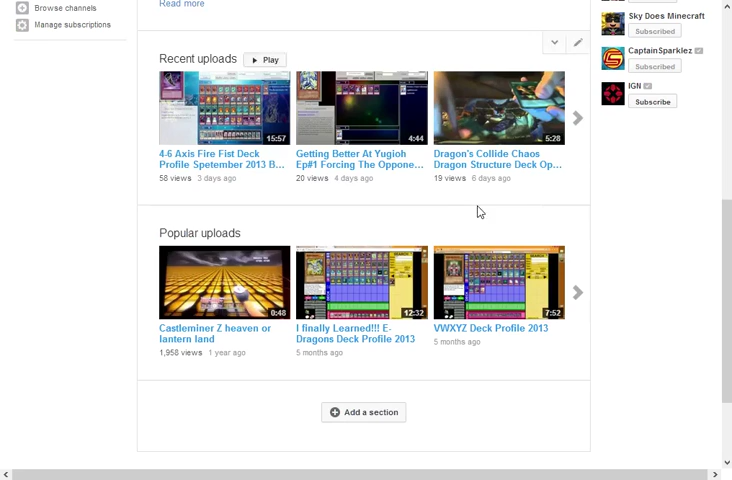 Read more
Browse channels
Manage subscriptions
Sky Does Minecraft
Subscribed
CaptainSparklez
Subscribed
IGN
Subscribe
Recent uploads
Play
15:57
4:44
5:28
4-6 Axis Fire Fist Deck
Profile Spetember 2013 B...
58 views 3 days ago
Getting Better At Yugioh
Ep#1 Forcing The Oppone...
20 views 4 days ago
Dragon's Collide Chaos
Dragon Structure Deck Op...
19 views 6 days ago
Popular uploads
0:48
12:32
7:52
Castleminer Z heaven or
lantern land
1,958 views 1 year ago
I finally Learned!!! E-
Dragons Deck Profile 2013
5 months ago
VWXYZ Deck Profile 2013
5 months ago
Add a section